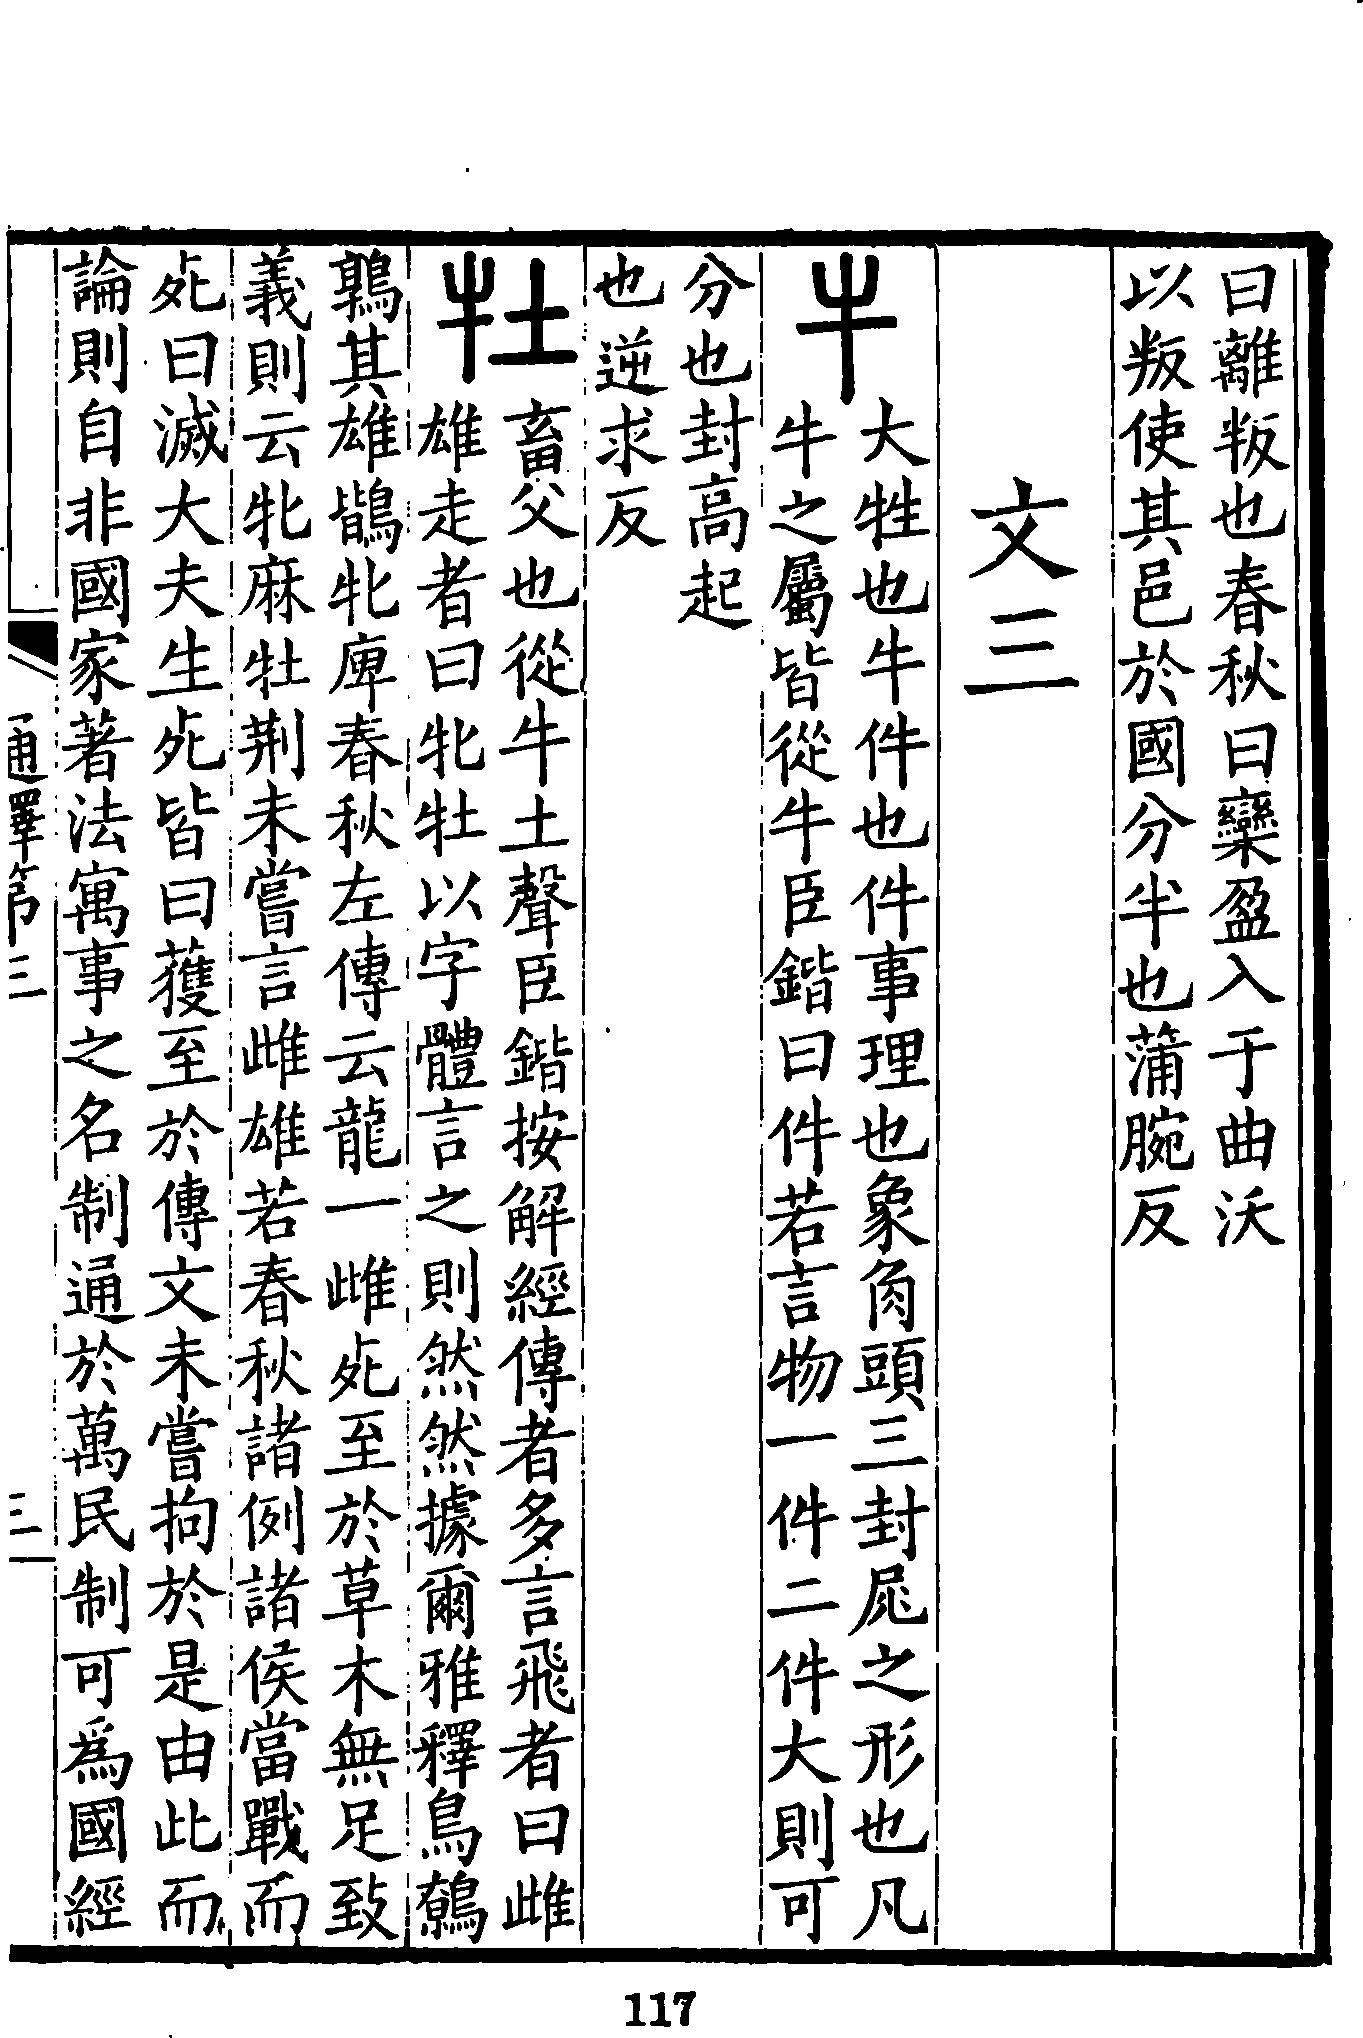 曰離叛也春秋曰欒盈入于曲沃
以叛使其邑於國分半也蒲腕反
文三
牛
大牲也牛件也件事理也象角頭三封㞑之形也凡
牛之屬皆從牛臣鍇曰件若言物一件二件大則可
分也封高起
也逆求反
牡
畜父也從牛土聲臣鍇按解經傳者多言飛者曰雌
雄走者曰牝牡以字體言之則然然據爾雅釋鳥鶕
鶉其雄鶛牝庳春秋左傳云龍一雌死至於草木無足致
義則云牝麻牡荆未嘗言雌雄若春秋諸例諸侯當戰而
死曰滅大夫生死皆曰獲至於傳文未嘗拘於是由此而
論則自非國家著法寓事之名制通於萬民制可爲國經
通釋第三
三
117